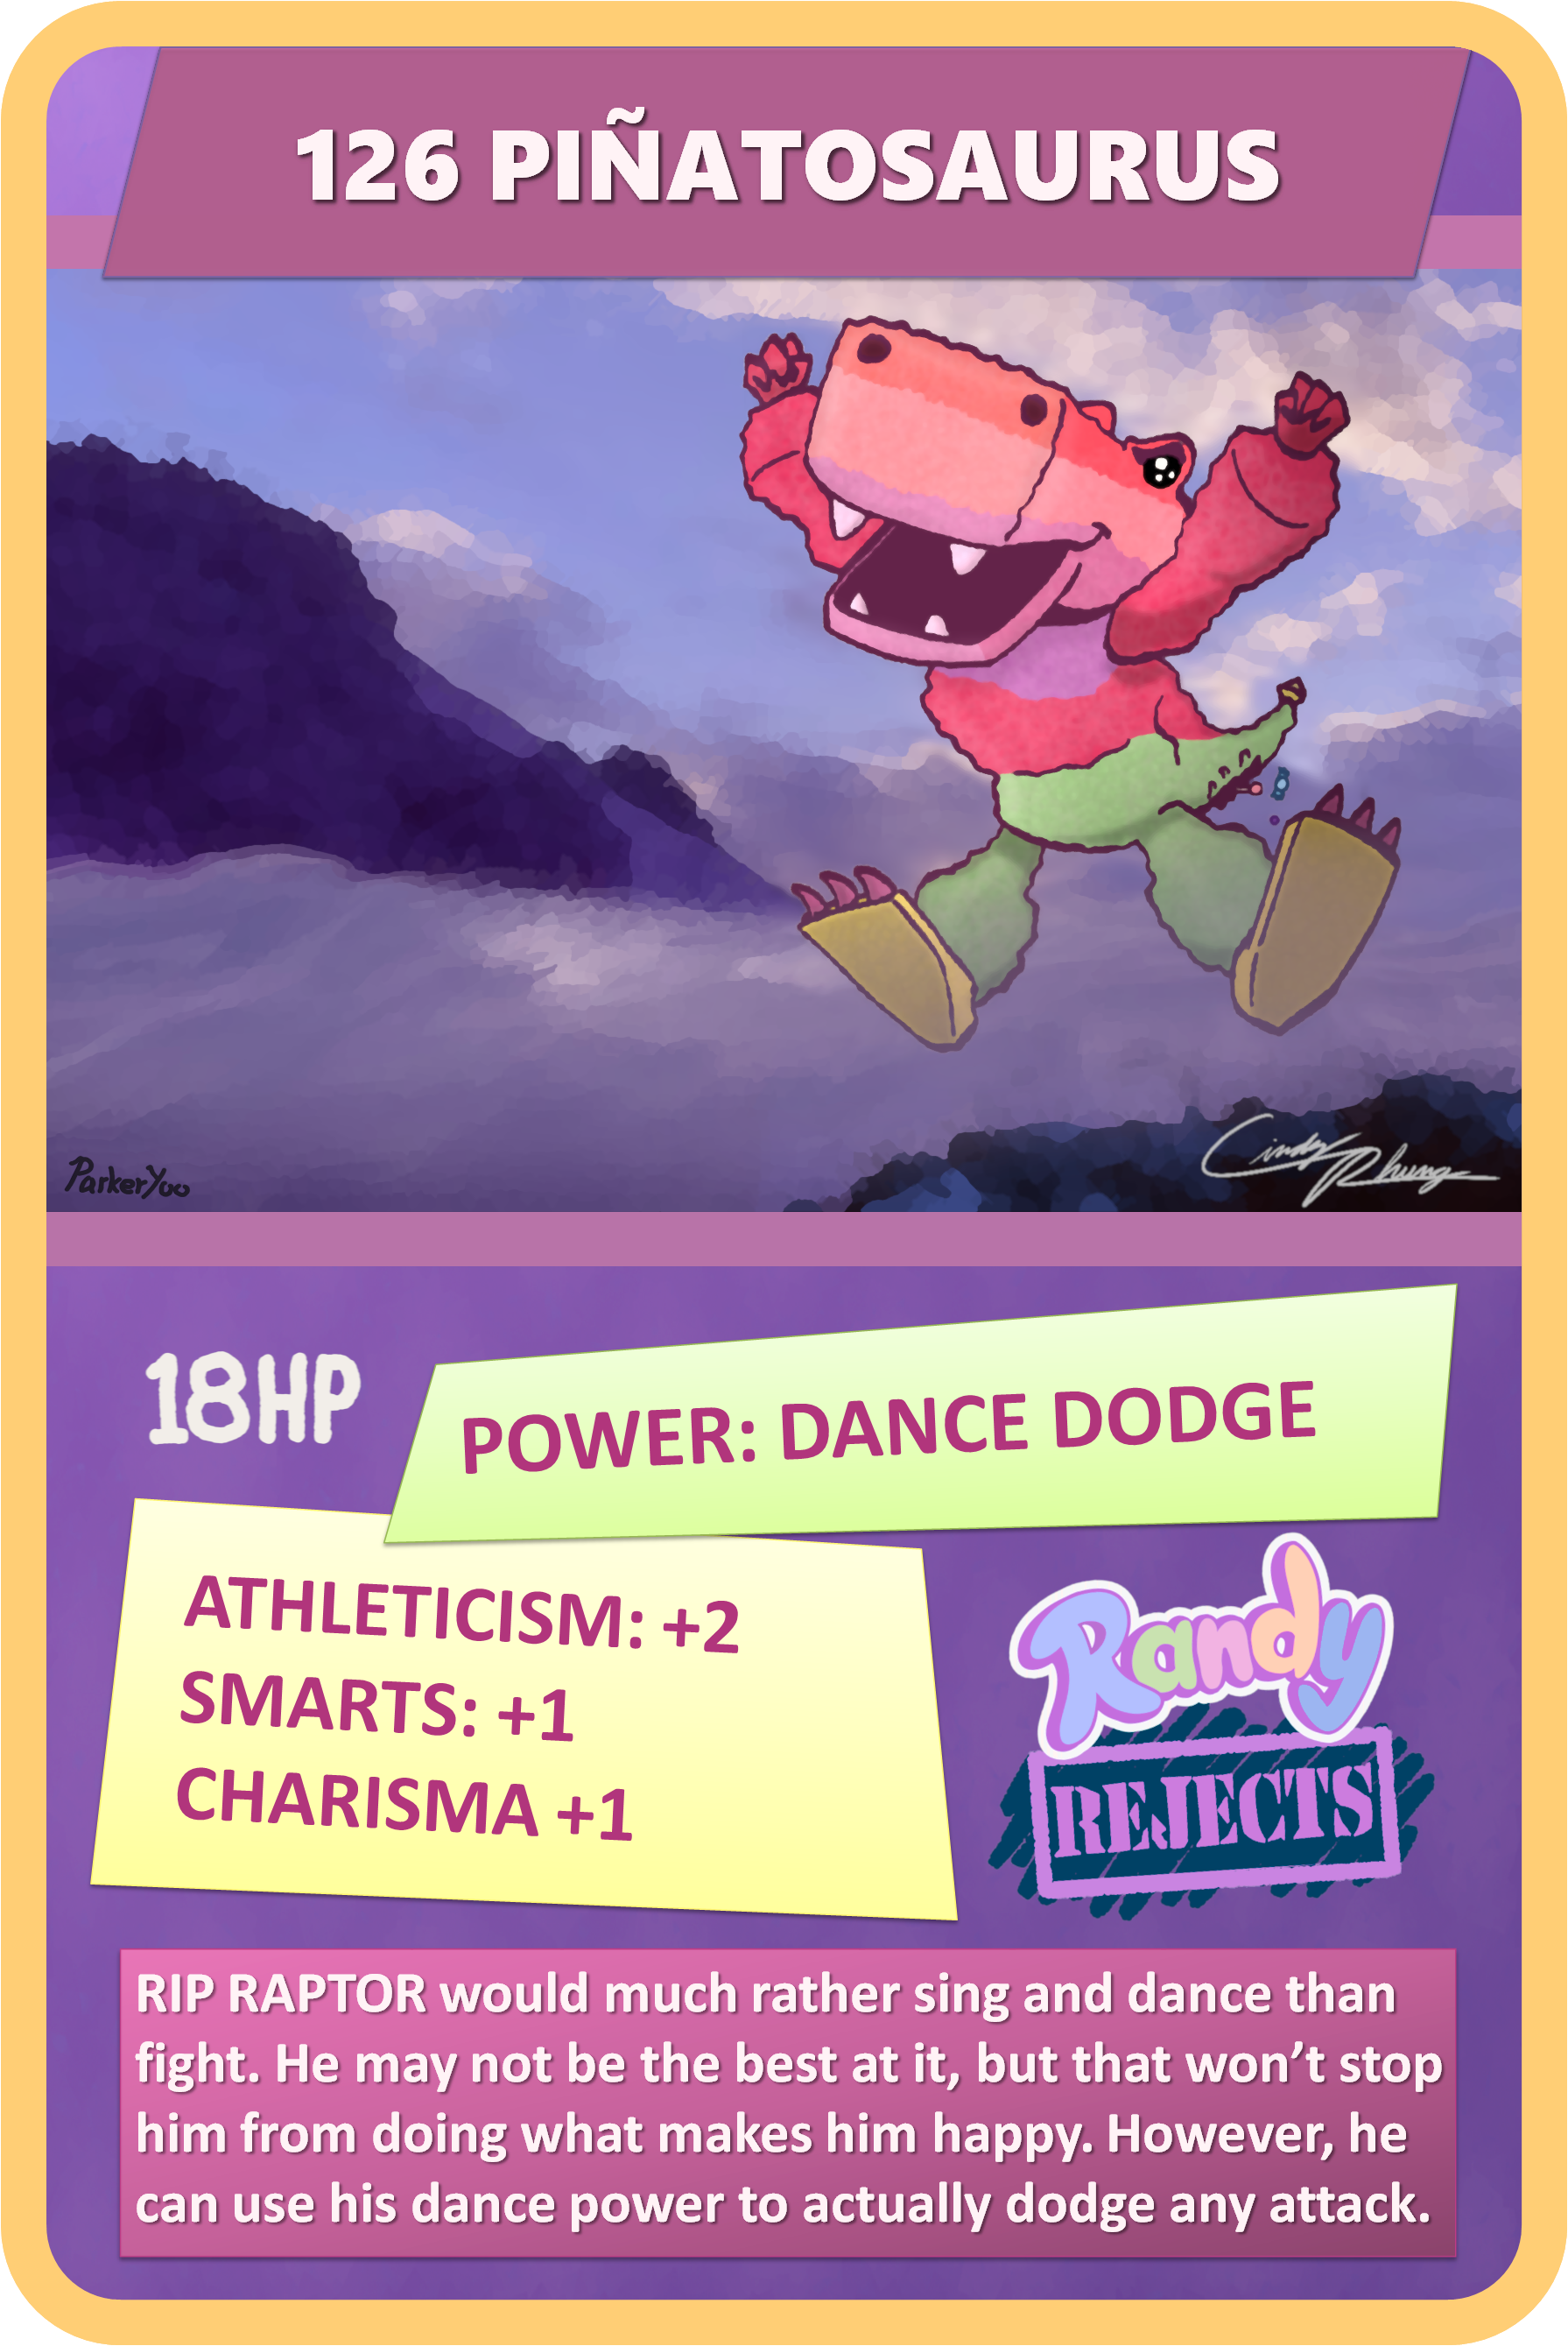 126 PIÑATOSAURUS
ParkerYoo
Cindy Phung
18HP
POWER: DANCE DODGE
ATHLETICISM: +2
SMARTS: +1
CHARISMA +1
Randy
REJECTS
RIP RAPTOR would much rather sing and dance than
fight. He may not be the best at it, but that won’t stop
him from doing what makes him happy. However, he
can use his dance power to actually dodge any attack.